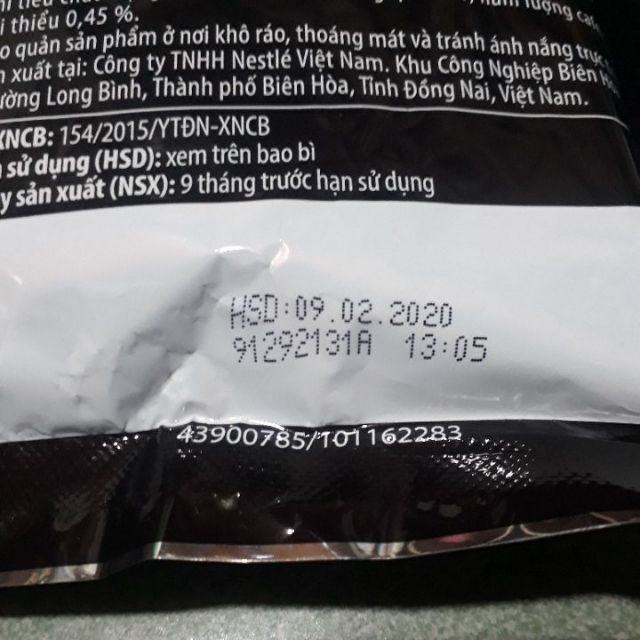 thiểu 0,45 %.
quản sản phẩm ở nơi khô ráo, thoáng mát và tránh ánh nắng trực
xuất tại: Công ty TNHH Nestlé Việt Nam. Khu Công Nghiệp Biên
Long Bình, Thành phố Biên Hòa, Tỉnh Đồng Nai, Việt Nam.
XNCB: 154/2015/YTĐN-XNCB
sử dụng (HSD): xem trên bao bì
sản xuất (NSX): 9 tháng trước hạn sử dụng
HSD:09.02.2020
91292131A 13:05
43900785/101162283